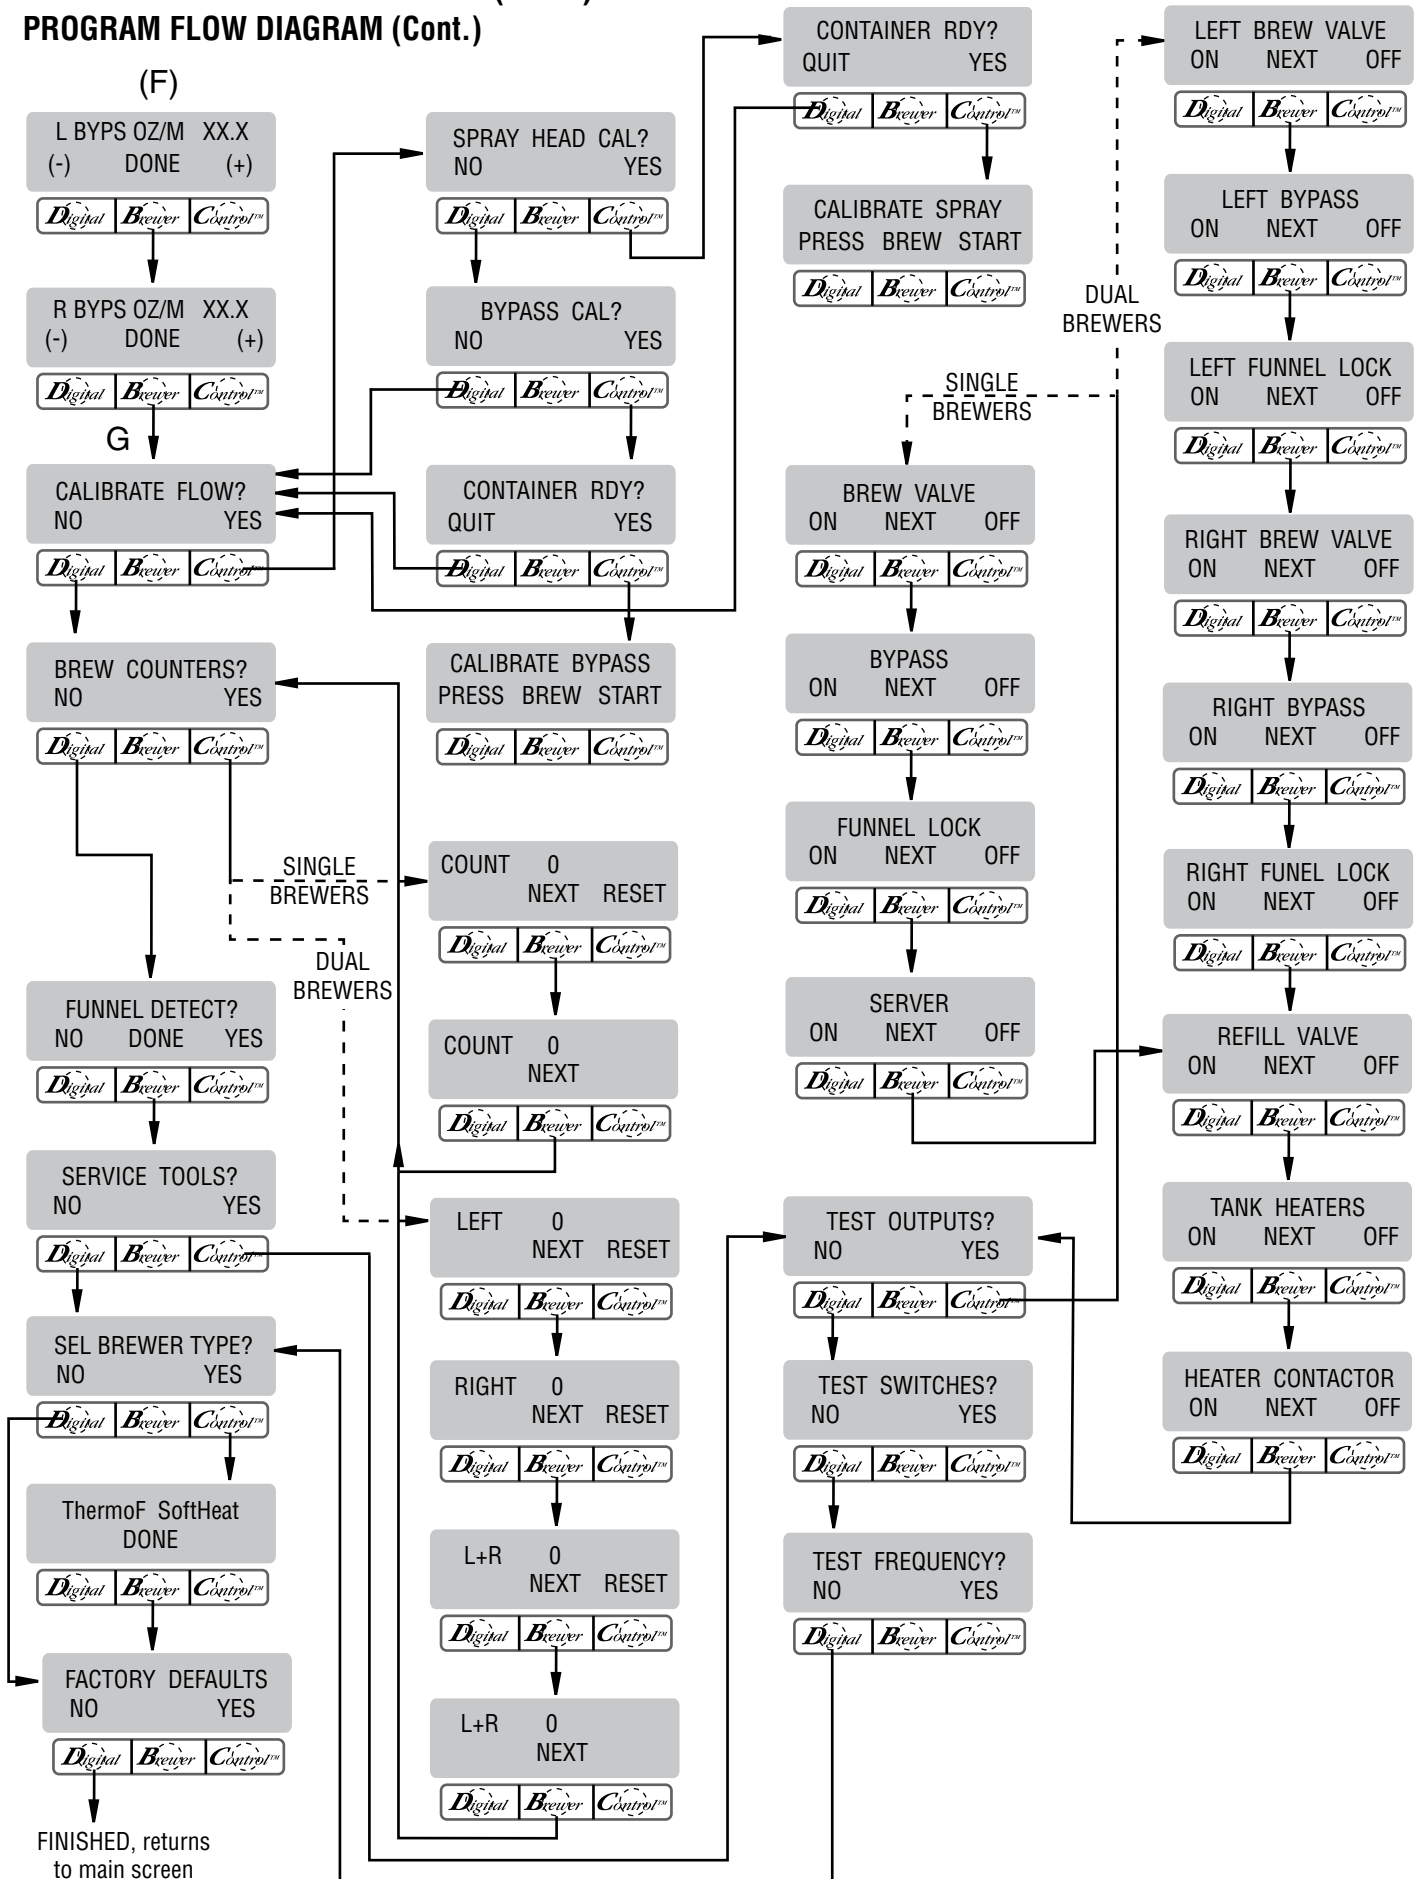 PROGRAM FLOW DIAGRAM (Cont.)
(F)
L BYPS OZ/M XX.X
(-) DONE (+)
Digital Brewer Control™
R BYPS OZ/M XX.X
(-) DONE (+)
Digital Brewer Control™
G
CALIBRATE FLOW?
NO YES
Digital Brewer Control™
BREW COUNTERS?
NO YES
Digital Brewer Control™
SINGLE
BREWERS
DUAL
BREWERS
FUNNEL DETECT?
NO DONE YES
Digital Brewer Control™
SERVICE TOOLS?
NO YES
Digital Brewer Control™
SEL BREWER TYPE?
NO YES
Digital Brewer Control™
ThermoF SoftHeat
DONE
Digital Brewer Control™
FACTORY DEFAULTS
NO YES
Digital Brewer Control™
FINISHED, returns
to main screen
SPRAY HEAD CAL?
NO YES
Digital Brewer Control™
BYPASS CAL?
NO YES
Digital Brewer Control™
CONTAINER RDY?
QUIT YES
Digital Brewer Control™
CALIBRATE BYPASS
PRESS BREW START
Digital Brewer Control™
COUNT 0
NEXT RESET
Digital Brewer Control™
COUNT 0
NEXT
Digital Brewer Control™
LEFT 0
NEXT RESET
Digital Brewer Control™
RIGHT 0
NEXT RESET
Digital Brewer Control™
L+R 0
NEXT RESET
Digital Brewer Control™
L+R 0
NEXT
Digital Brewer Control™
CONTAINER RDY?
QUIT YES
Digital Brewer Control™
CALIBRATE SPRAY
PRESS BREW START
Digital Brewer Control™
SINGLE
BREWERS
DUAL
BREWERS
BREW VALVE
ON NEXT OFF
Digital Brewer Control™
BYPASS
ON NEXT OFF
Digital Brewer Control™
FUNNEL LOCK
ON NEXT OFF
Digital Brewer Control™
SERVER
ON NEXT OFF
Digital Brewer Control™
TEST OUTPUTS?
NO YES
Digital Brewer Control™
TEST SWITCHES?
NO YES
Digital Brewer Control™
TEST FREQUENCY?
NO YES
Digital Brewer Control™
LEFT BREW VALVE
ON NEXT OFF
Digital Brewer Control™
LEFT BYPASS
ON NEXT OFF
Digital Brewer Control™
LEFT FUNNEL LOCK
ON NEXT OFF
Digital Brewer Control™
RIGHT BREW VALVE
ON NEXT OFF
Digital Brewer Control™
RIGHT BYPASS
ON NEXT OFF
Digital Brewer Control™
RIGHT FUNEL LOCK
ON NEXT OFF
Digital Brewer Control™
REFILL VALVE
ON NEXT OFF
Digital Brewer Control™
TANK HEATERS
ON NEXT OFF
Digital Brewer Control™
HEATER CONTACTOR
ON NEXT OFF
Digital Brewer Control™